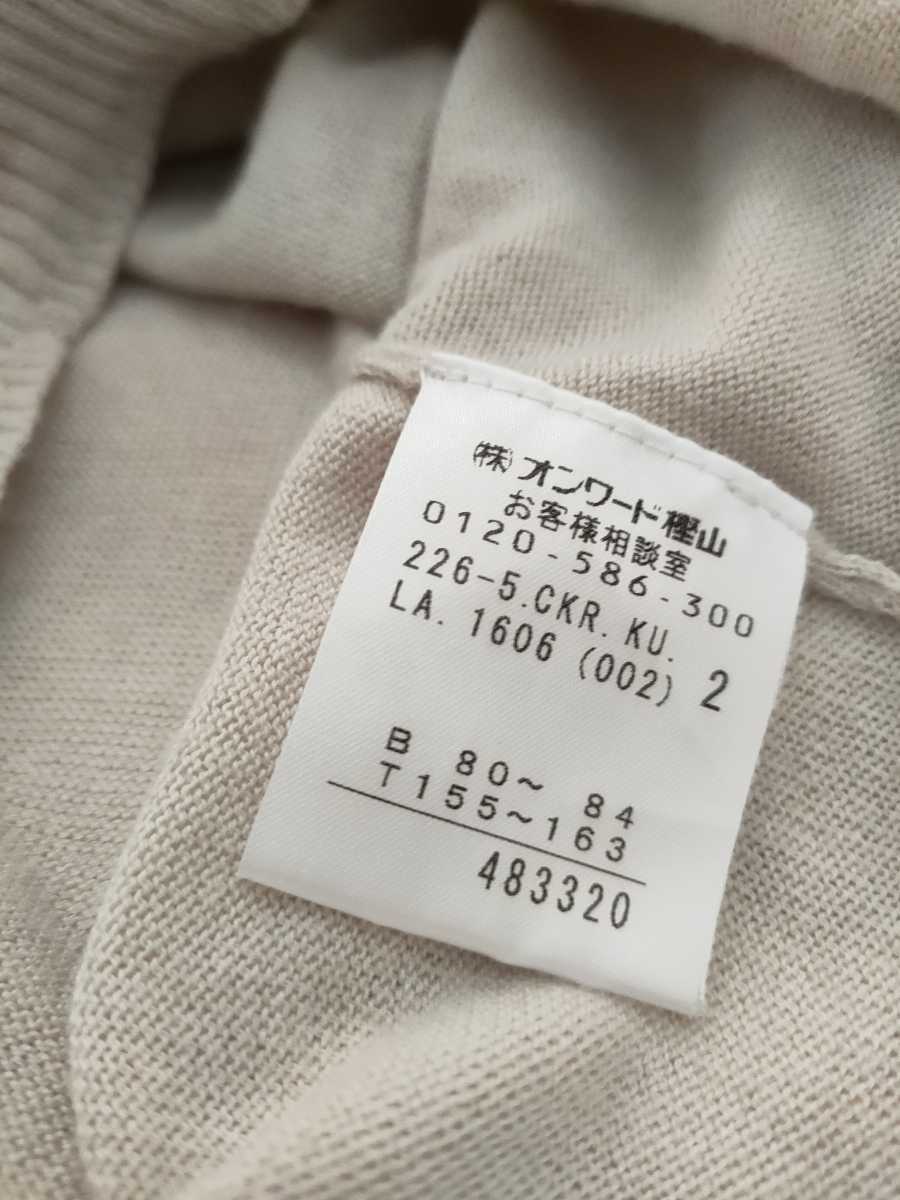 ㈱オンワード樫山
お客様相談室
0120-586-300
226-5.CKR.KU.
LA.1606(002) 2
B 80～ 84
T155～163
483320